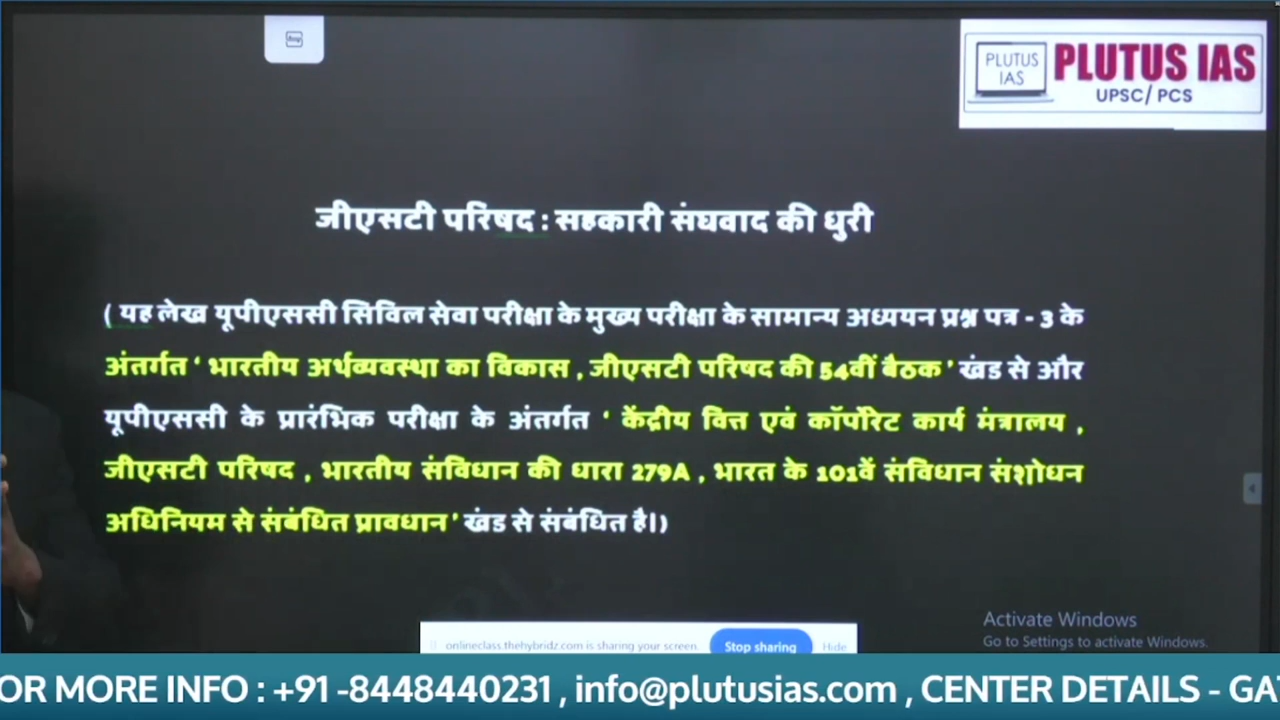 PLUTUS IAS
PLUTUS IAS
UPSC/ PCS
जीएसटी परिषद : सहकारी संघवाद की धुरी
( यह लेख यूपीएससी सिविल सेवा परीक्षा के मुख्य परीक्षा के सामान्य अध्ययन प्रश्न पत्र - 3 के
अंतर्गत ‘ भारतीय अर्थव्यवस्था का विकास , जीएसटी परिषद की 54वीं बैठक ’ खंड से और
यूपीएससी के प्रारंभिक परीक्षा के अंतर्गत ‘ केंद्रीय वित्त एवं कॉर्पोरेट कार्य मंत्रालय ,
जीएसटी परिषद , भारतीय संविधान की धारा 279A , भारत के 101वें संविधान संशोधन
अधिनियम से संबंधित प्रावधान ’ खंड से संबंधित है।)
Activate Windows
Go to Settings to activate Windows.
onlineclass.thehybridz.com is sharing your screen. Stop sharing Hide
OR MORE INFO : +91 -8448440231 , info@plutusias.com , CENTER DETAILS - GA